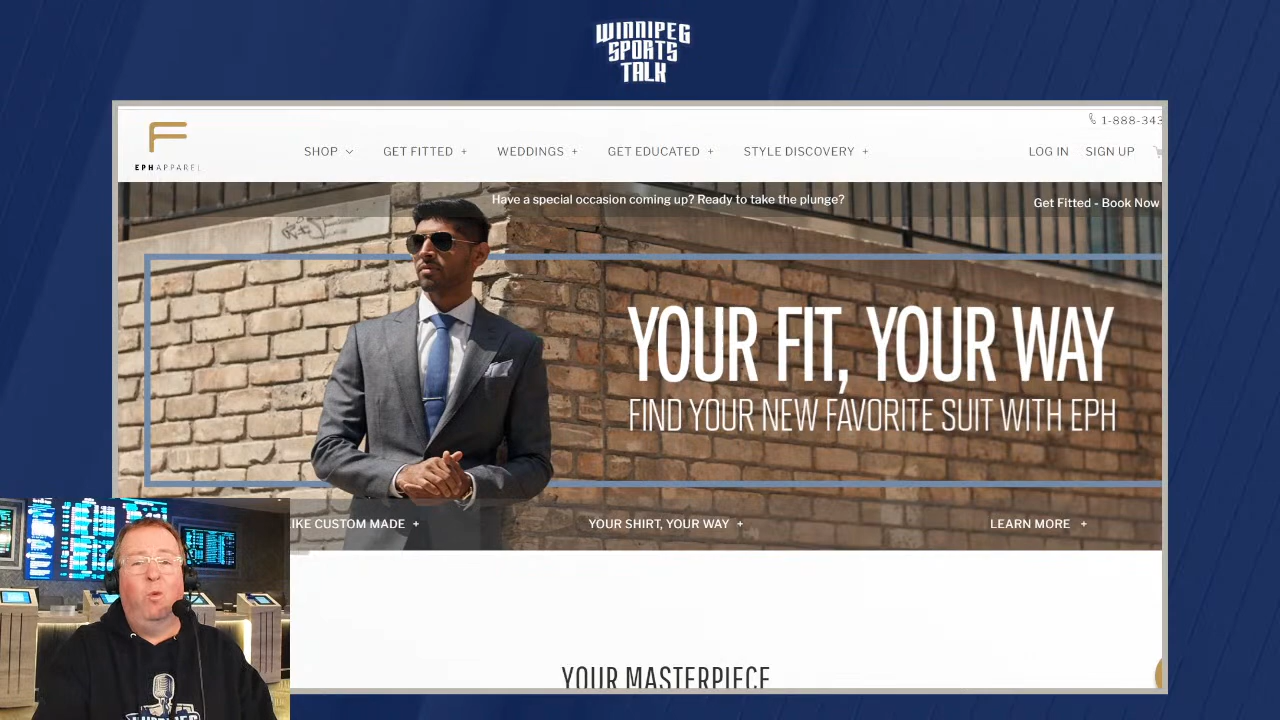 WINNIPEG
SPORTS
TALK
1-888-343
EPH APPAREL
SHOP
GET FITTED +
WEDDINGS +
GET EDUCATED +
STYLE DISCOVERY +
LOG IN
SIGN UP
Have a special occasion coming up? Ready to take the plunge?
Get Fitted - Book Now
YOUR FIT, YOUR WAY
FIND YOUR NEW FAVORITE SUIT WITH EPH
IKE CUSTOM MADE +
YOUR SHIRT, YOUR WAY +
LEARN MORE +
YOUR MASTERPIECE